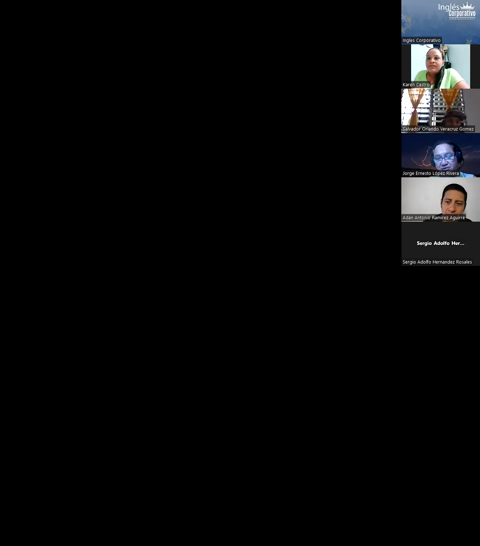 Inglés
Corporativo
Inglés Corporativo
Karen Castro
Salvador Orlando Veracruz Gomez
Jorge Ernesto López Rivera
Adan Antonio Ramirez Aguirre
Sergio Adolfo Her...
Sergio Adolfo Hernandez Rosales